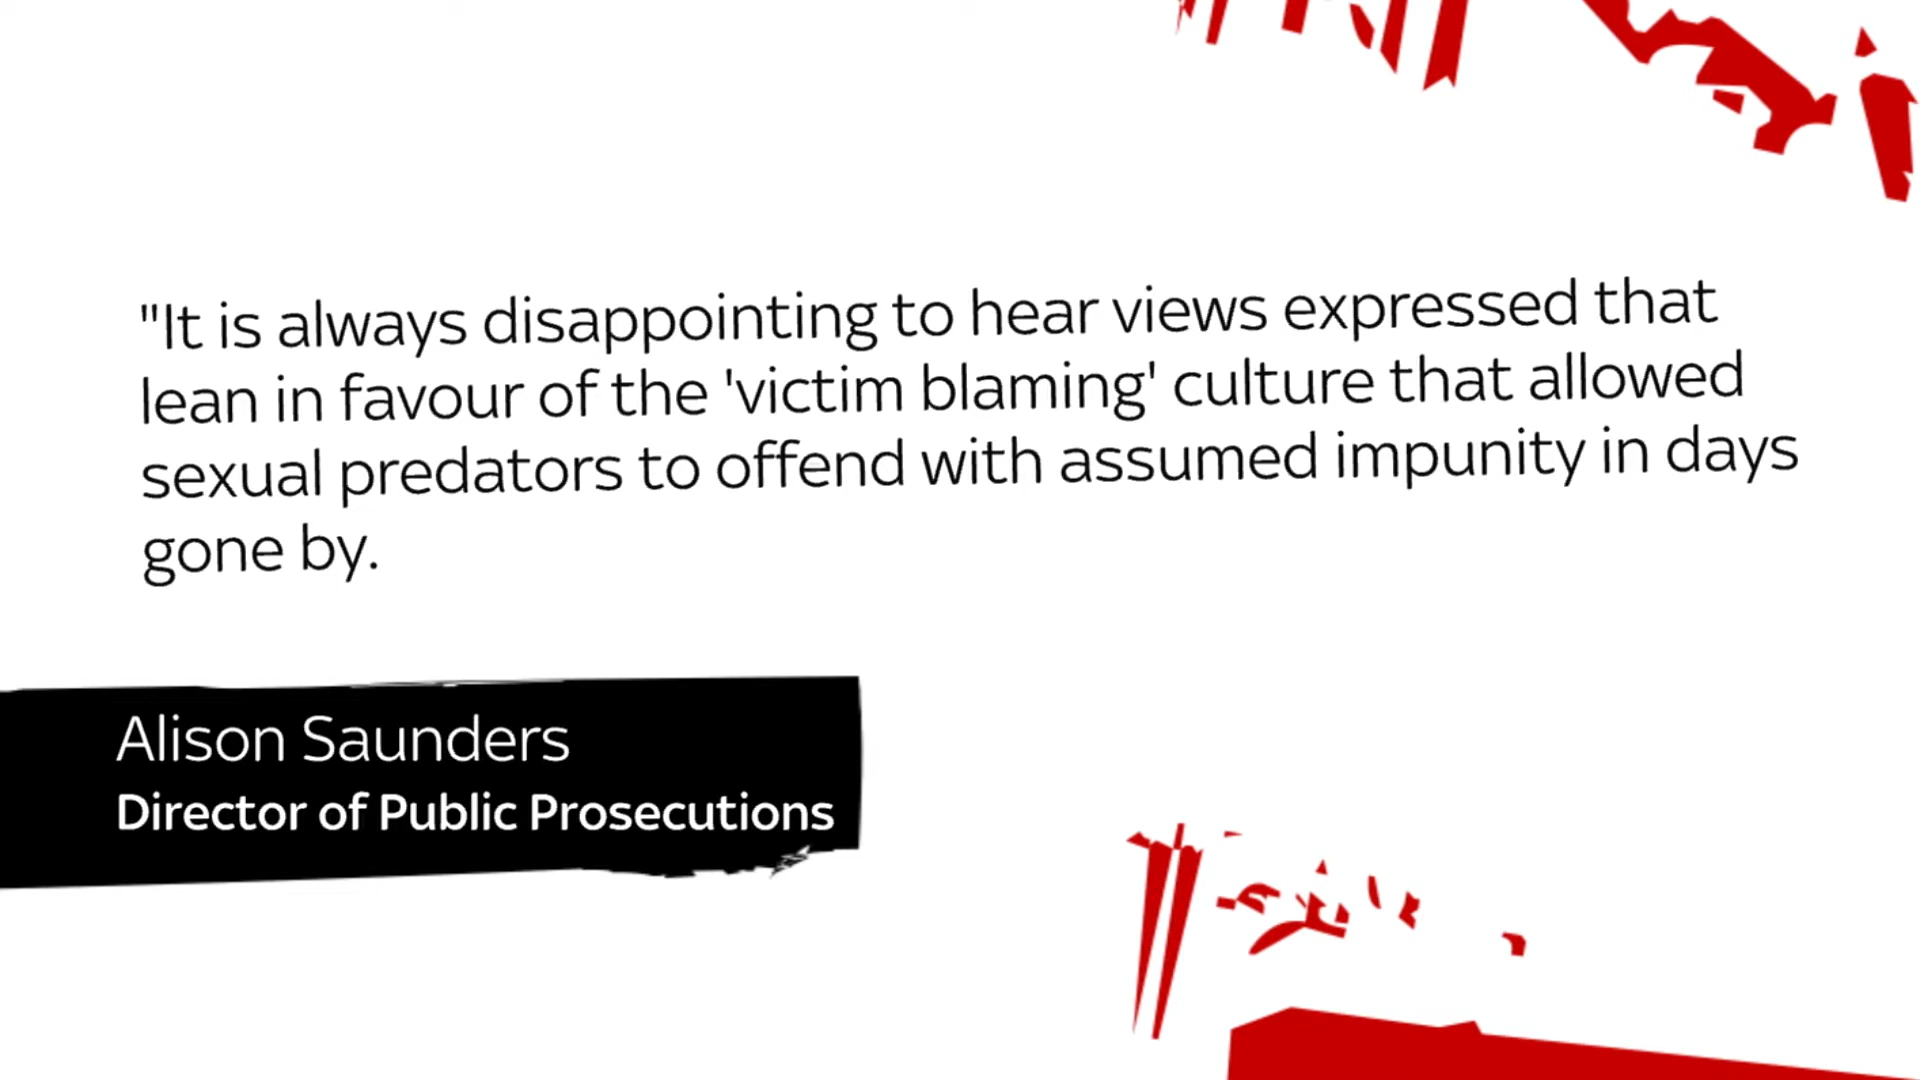 "It is always disappointing to hear views expressed that
lean in favour of the 'victim blaming' culture that allowed
sexual predators to offend with assumed impunity in days
gone by.
Alison Saunders
Director of Public Prosecutions